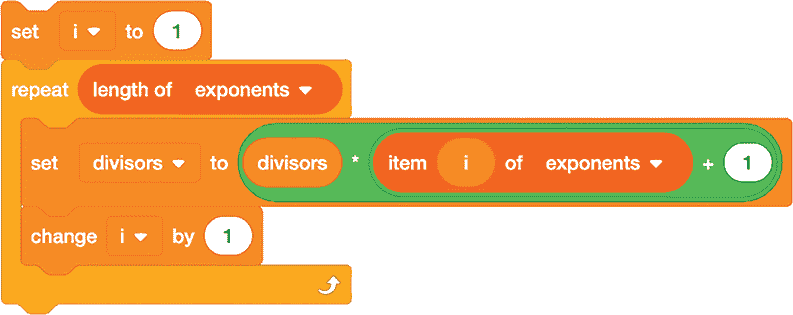 set i to 1
repeat length of exponents
set divisors to divisors * item i of exponents + 1
change i by 1